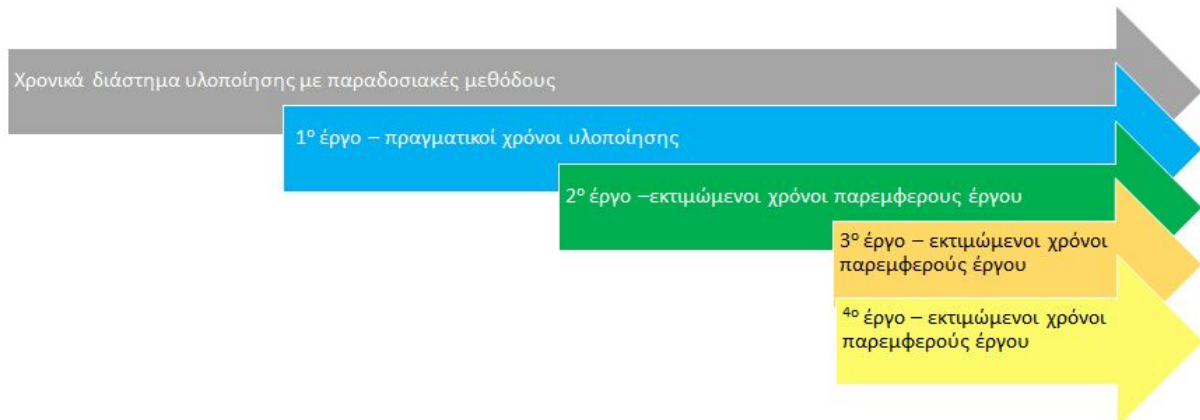 Χρονικά διάστημα υλοποίησης με παραδοσιακές μεθόδους
1ο έργο – πραγματικοί χρόνοι υλοποίησης
2ο έργο –εκτιμώμενοι χρόνοι παρεμφερους έργου
3ο έργο – εκτιμώμενοι χρόνοι
παρεμφερούς έργου
4ο έργο – εκτιμώμενοι χρόνοι
παρεμφερούς έργου